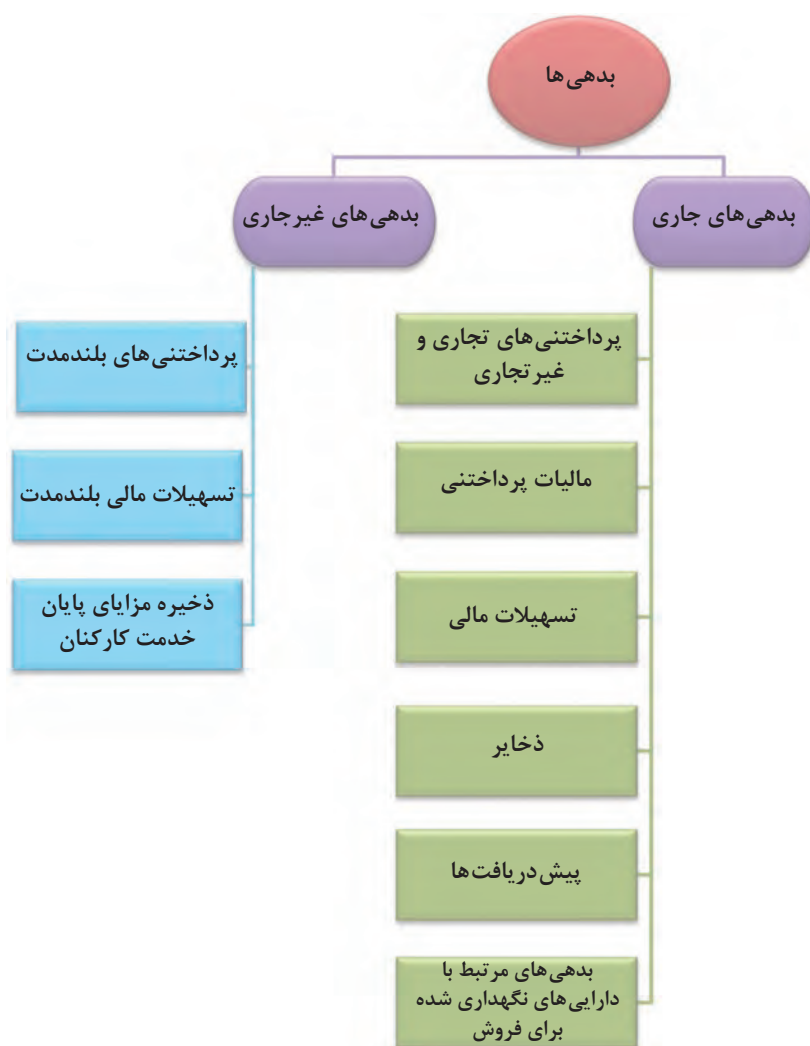 بدهی‌ها
بدهی‌های جاری
پرداختنی‌های تجاری و
غیرتجاری
مالیات پرداختنی
تسهیلات مالی
ذخایر
پیش‌دریافت‌ها
بدهی‌های مرتبط با
دارایی‌های نگهداری شده
برای فروش
بدهی‌های غیرجاری
پرداختنی‌های بلندمدت
تسهیلات مالی بلندمدت
ذخیره مزایای پایان
خدمت کارکنان